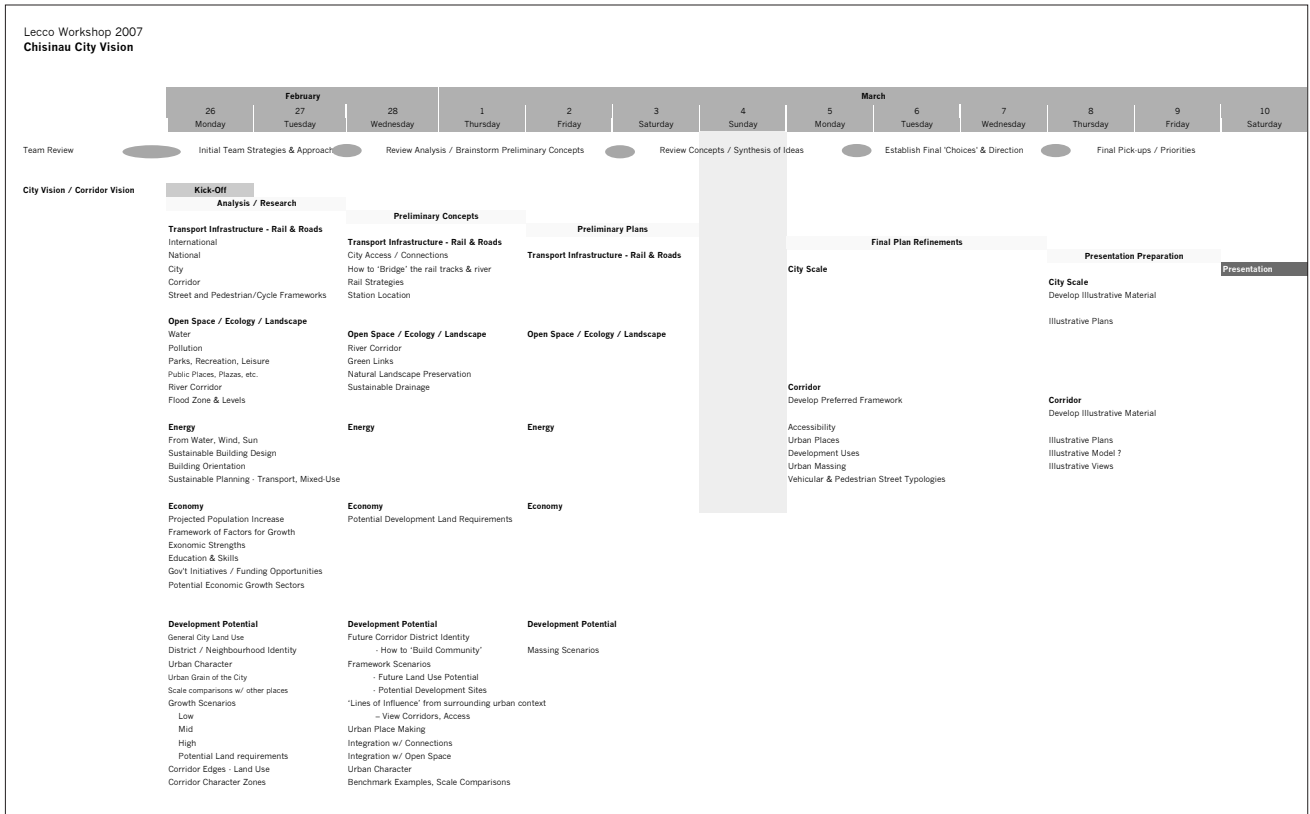 Lecco Workshop 2007
Chisinau City Vision
February March
26 27 28 1 2 3 4 5 6 7 8 9 10
Monday Tuesday Wednesday Thursday Friday Saturday Sunday Monday Tuesday Wednesday Thursday Friday Saturday
Team Review Initial Team Strategies & Approach Review Analysis / Brainstorm Preliminary Concepts Review Concepts / Synthesis of Ideas Establish Final 'Choices' & Direction Final Pick-ups / Priorities
City Vision / Corridor Vision Kick-Off
Analysis / Research
Preliminary Concepts
Transport Infrastructure - Rail & Roads Preliminary Plans
International Transport Infrastructure - Rail & Roads Final Plan Refinements
National City Access / Connections Transport Infrastructure - Rail & Roads Presentation Preparation
City How to ‘Bridge’ the rail tracks & river City Scale Presentation
Corridor Rail Strategies City Scale
Street and Pedestrian/Cycle Frameworks Station Location Develop Illustrative Material
Open Space / Ecology / Landscape Illustrative Plans
Water Open Space / Ecology / Landscape Open Space / Ecology / Landscape
Pollution River Corridor
Parks, Recreation, Leisure Green Links
Public Places, Plazas, etc. Natural Landscape Preservation
River Corridor Sustainable Drainage Corridor
Flood Zone & Levels Develop Preferred Framework Corridor
Develop Illustrative Material
Energy Energy Energy Accessibility
From Water, Wind, Sun Urban Places Illustrative Plans
Sustainable Building Design Development Uses Illustrative Model ?
Building Orientation Urban Massing Illustrative Views
Sustainable Planning - Transport, Mixed-Use Vehicular & Pedestrian Street Typologies
Economy Economy Economy
Projected Population Increase Potential Development Land Requirements
Framework of Factors for Growth
Exonomic Strengths
Education & Skills
Gov't Initiatives / Funding Opportunities
Potential Economic Growth Sectors
Development Potential Development Potential Development Potential
General City Land Use Future Corridor District Identity
District / Neighbourhood Identity - How to ‘Build Community’ Massing Scenarios
Urban Character Framework Scenarios
Urban Grain of the City - Future Land Use Potential
Scale comparisons w/ other places - Potential Development Sites
Growth Scenarios ‘Lines of Influence’ from surrounding urban context
Low – View Corridors, Access
Mid Urban Place Making
High Integration w/ Connections
Potential Land requirements Integration w/ Open Space
Corridor Edges - Land Use Urban Character
Corridor Character Zones Benchmark Examples, Scale Comparisons